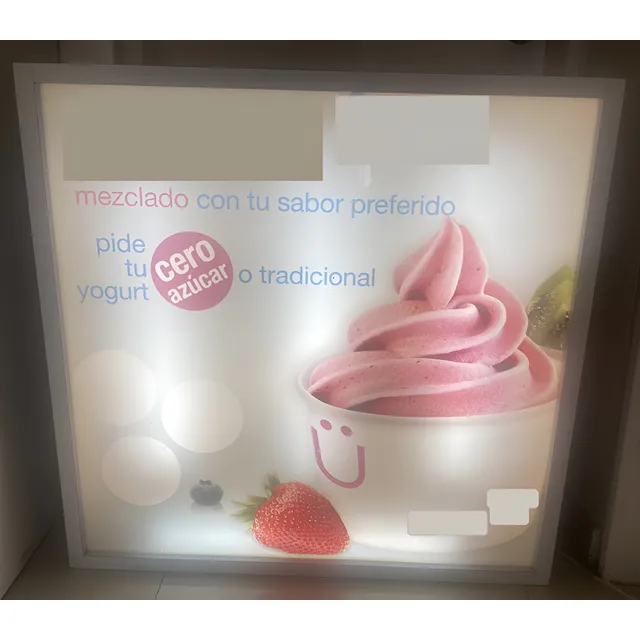 mezclado con tu sabor preferido
pide
tu
yogurt
cero
azúcar
o tradicional
Ü